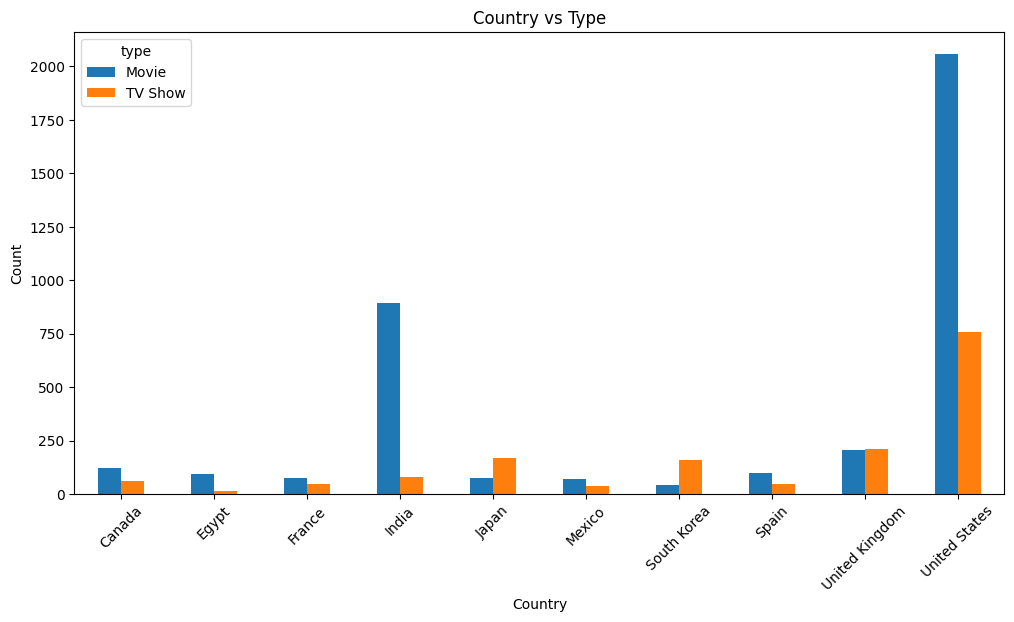 Country vs Type
type
Movie
TV Show
2000
1750
1500
1250
1000
750
500
250
0
Count
Canada
Egypt
France
India
Japan
Mexico
South Korea
Spain
United Kingdom
United States
Country